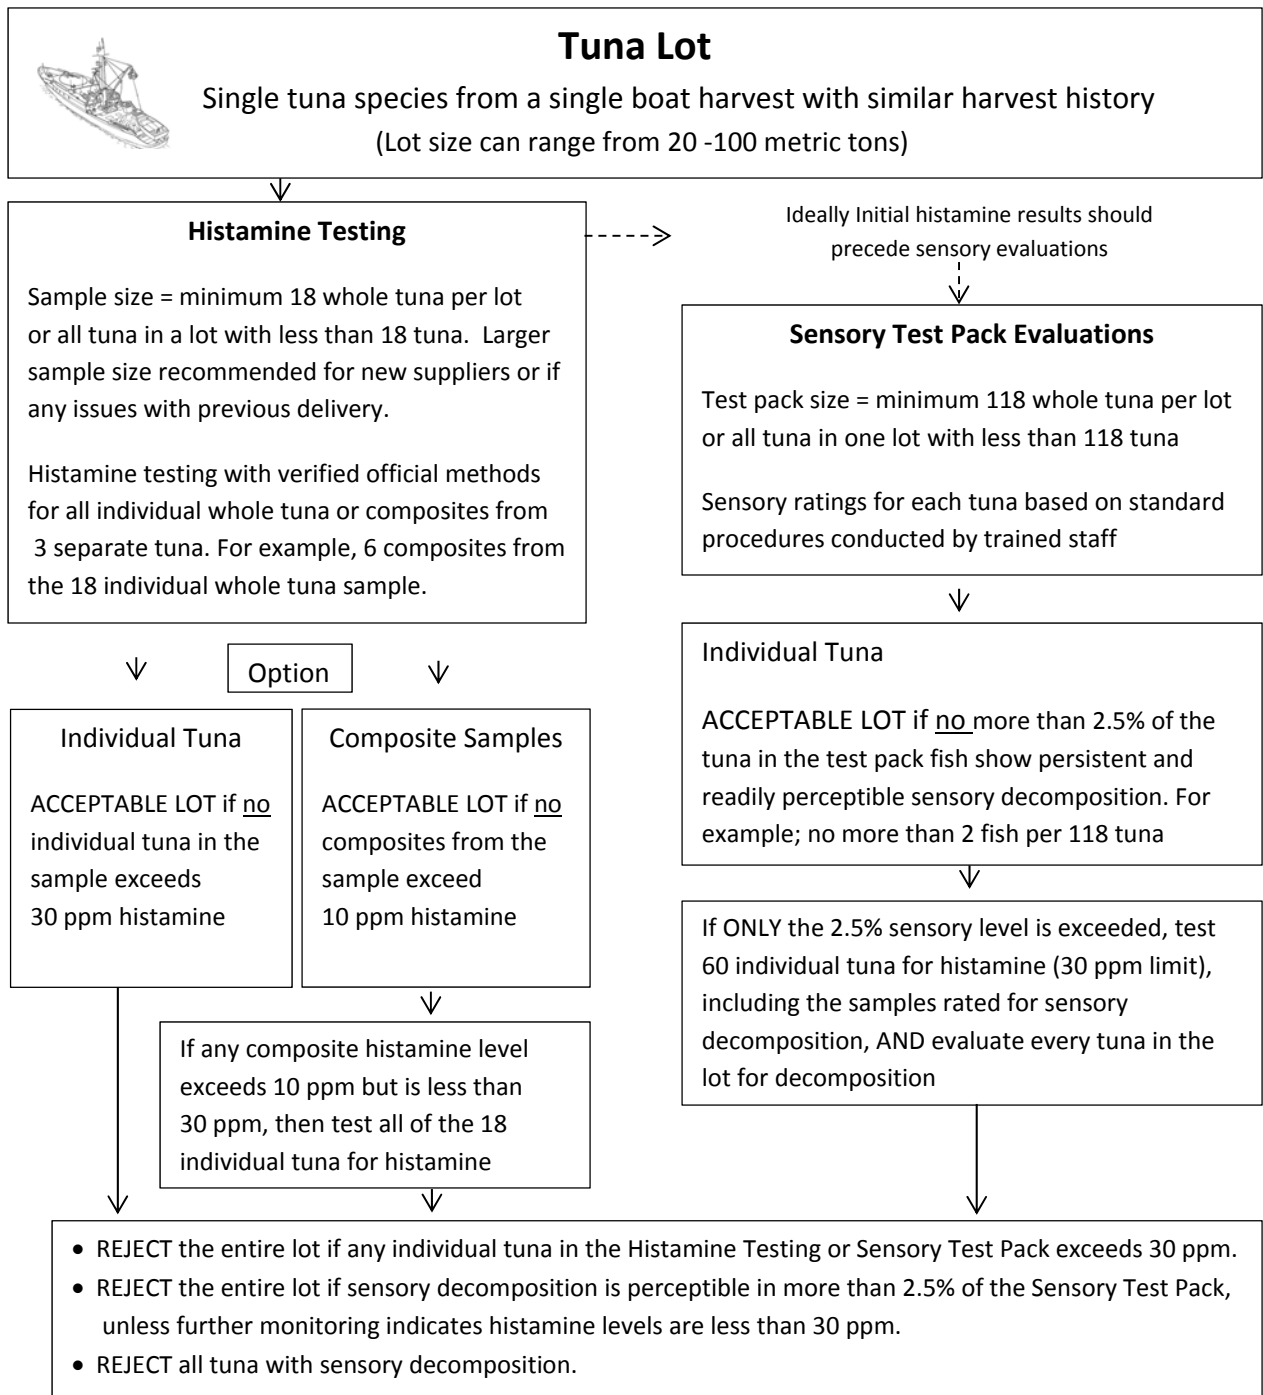 Tuna Lot
Single tuna species from a single boat harvest with similar harvest history
(Lot size can range from 20 -100 metric tons)
Histamine Testing
Sample size = minimum 18 whole tuna per lot
or all tuna in a lot with less than 18 tuna.  Larger
sample size recommended for new suppliers or if
any issues with previous delivery.
Histamine testing with verified official methods
for all individual whole tuna or composites from
3 separate tuna. For example, 6 composites from
the 18 individual whole tuna sample.
Ideally Initial histamine results should
precede sensory evaluations
Sensory Test Pack Evaluations
Test pack size = minimum 118 whole tuna per lot
or all tuna in one lot with less than 118 tuna
Sensory ratings for each tuna based on standard
procedures conducted by trained staff
Option
Individual Tuna
ACCEPTABLE LOT if no
individual tuna in the
sample exceeds
30 ppm histamine
Composite Samples
ACCEPTABLE LOT if no
composites from the
sample exceed
10 ppm histamine
If any composite histamine level
exceeds 10 ppm but is less than
30 ppm, then test all of the 18
individual tuna for histamine
Individual Tuna
ACCEPTABLE LOT if no more than 2.5% of the
tuna in the test pack fish show persistent and
readily perceptible sensory decomposition. For
example; no more than 2 fish per 118 tuna
If ONLY the 2.5% sensory level is exceeded, test
60 individual tuna for histamine (30 ppm limit),
including the samples rated for sensory
decomposition, AND evaluate every tuna in the
lot for decomposition
• REJECT the entire lot if any individual tuna in the Histamine Testing or Sensory Test Pack exceeds 30 ppm.
• REJECT the entire lot if sensory decomposition is perceptible in more than 2.5% of the Sensory Test Pack,
unless further monitoring indicates histamine levels are less than 30 ppm.
• REJECT all tuna with sensory decomposition.